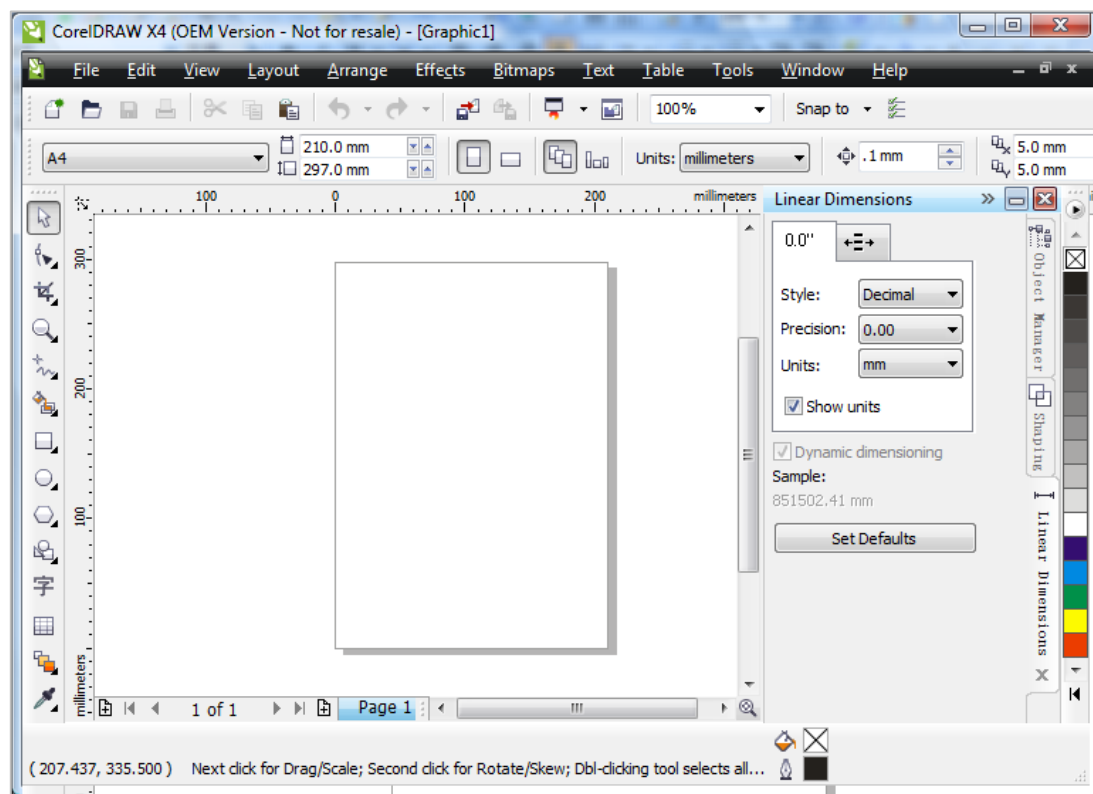 CorelDRAW X4 (OEM Version - Not for resale) - [Graphic1]
File Edit View Layout Arrange Effects Bitmaps Text Table Tools Window Help
100% Snap to
A4 210.0 mm 297.0 mm Units: millimeters .1 mm x 5.0 mm y 5.0 mm
100 0 100 200 millimeters
300
200
100
millimeters
字
Linear Dimensions
0.0"
Style: Decimal
Precision: 0.00
Units: mm
Show units
Dynamic dimensioning
Sample:
851502.41 mm
Set Defaults
Object Manager
Shaping
Linear Dimensions
1 of 1 Page 1
( 207.437, 335.500 ) Next click for Drag/Scale; Second click for Rotate/Skew; Dbl-clicking tool selects all...